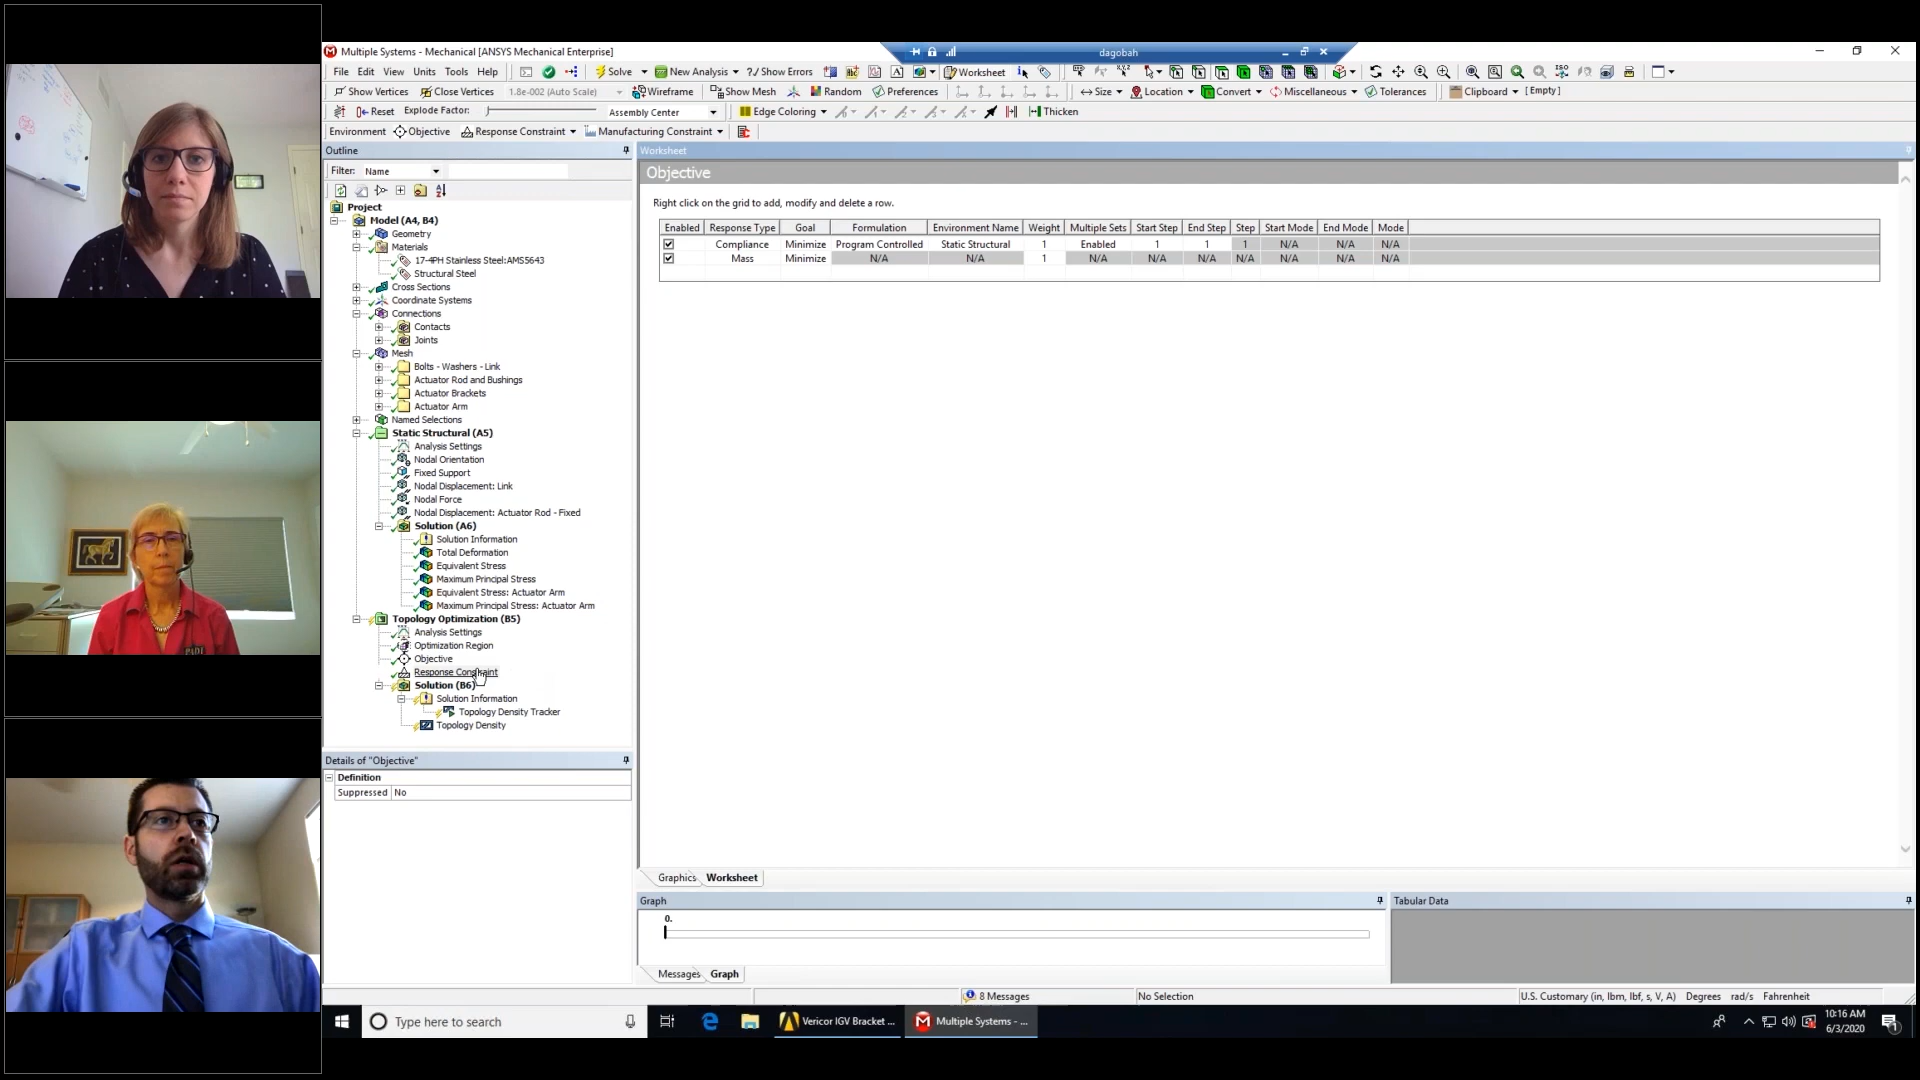 Multiple Systems - Mechanical [ANSYS Mechanical Enterprise]
dagobah
File Edit View Units Tools Help Solve New Analysis ?/ Show Errors Worksheet
Show Vertices Close Vertices 1.8e-002 (Auto Scale) Wireframe Show Mesh Random Preferences Size Location Convert Miscellaneous Tolerances Clipboard [ Empty ]
Reset Explode Factor: Assembly Center Edge Coloring Thicken
Environment Objective Response Constraint Manufacturing Constraint
Outline
Filter: Name
Project
Model (A4, B4)
Geometry
Materials
17-4PH Stainless Steel:AMS5643
Structural Steel
Cross Sections
Coordinate Systems
Connections
Contacts
Joints
Mesh
Bolts - Washers - Link
Actuator Rod and Bushings
Actuator Brackets
Actuator Arm
Named Selections
Static Structural (A5)
Analysis Settings
Nodal Orientation
Fixed Support
Nodal Displacement: Link
Nodal Force
Nodal Displacement: Actuator Rod - Fixed
Solution (A6)
Solution Information
Total Deformation
Equivalent Stress
Maximum Principal Stress
Equivalent Stress: Actuator Arm
Maximum Principal Stress: Actuator Arm
Topology Optimization (B5)
Analysis Settings
Optimization Region
Objective
Response Constraint
Solution (B6)
Solution Information
Topology Density Tracker
Topology Density
Details of "Objective"
Definition
Suppressed No
Worksheet
Objective
Right click on the grid to add, modify and delete a row.
Enabled Response Type Goal Formulation Environment Name Weight Multiple Sets Start Step End Step Step Start Mode End Mode Mode
Compliance Minimize Program Controlled Static Structural 1 Enabled 1 1 1 N/A N/A N/A
Mass Minimize N/A N/A 1 N/A N/A N/A N/A N/A N/A N/A
Graphics Worksheet
Graph
0.
Tabular Data
Messages Graph
8 Messages No Selection U.S. Customary (in, lbm, lbf, s, V, A) Degrees rad/s Fahrenheit
Type here to search Vericor IGV Bracket ... Multiple Systems - ...
10:16 AM
6/3/2020
1
PADT